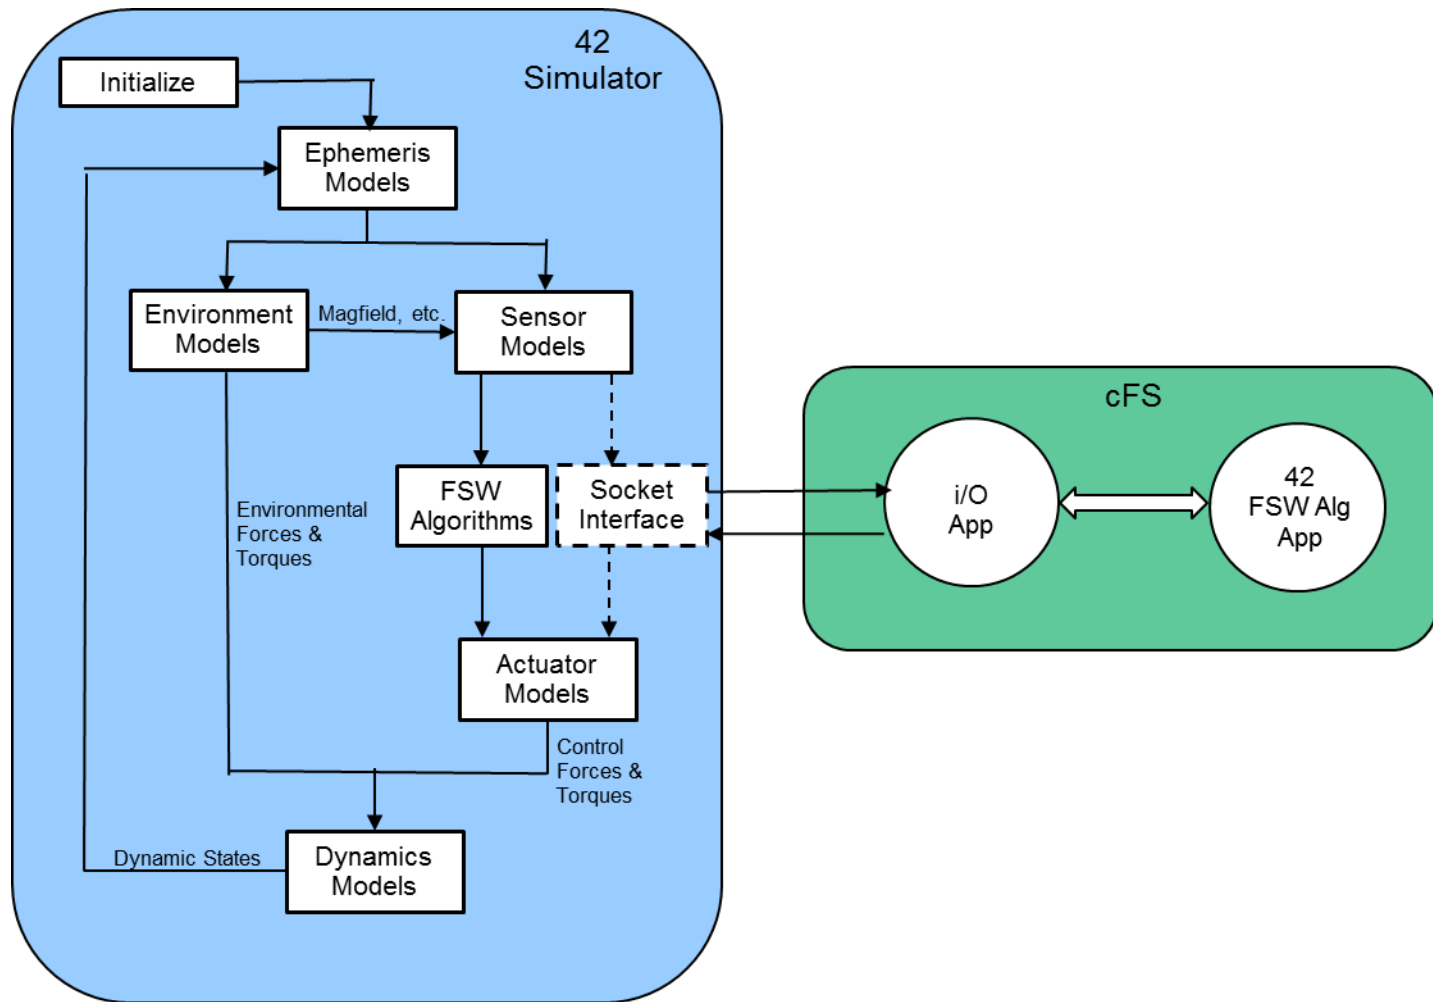 42
Simulator
Initialize
Ephemeris
Models
Environment
Models
Magfield, etc.
Sensor
Models
FSW
Algorithms
Socket
Interface
Environmental
Forces &
Torques
Actuator
Models
Control
Forces &
Torques
Dynamic States
Dynamics
Models
cFS
i/O
App
42
FSW Alg
App